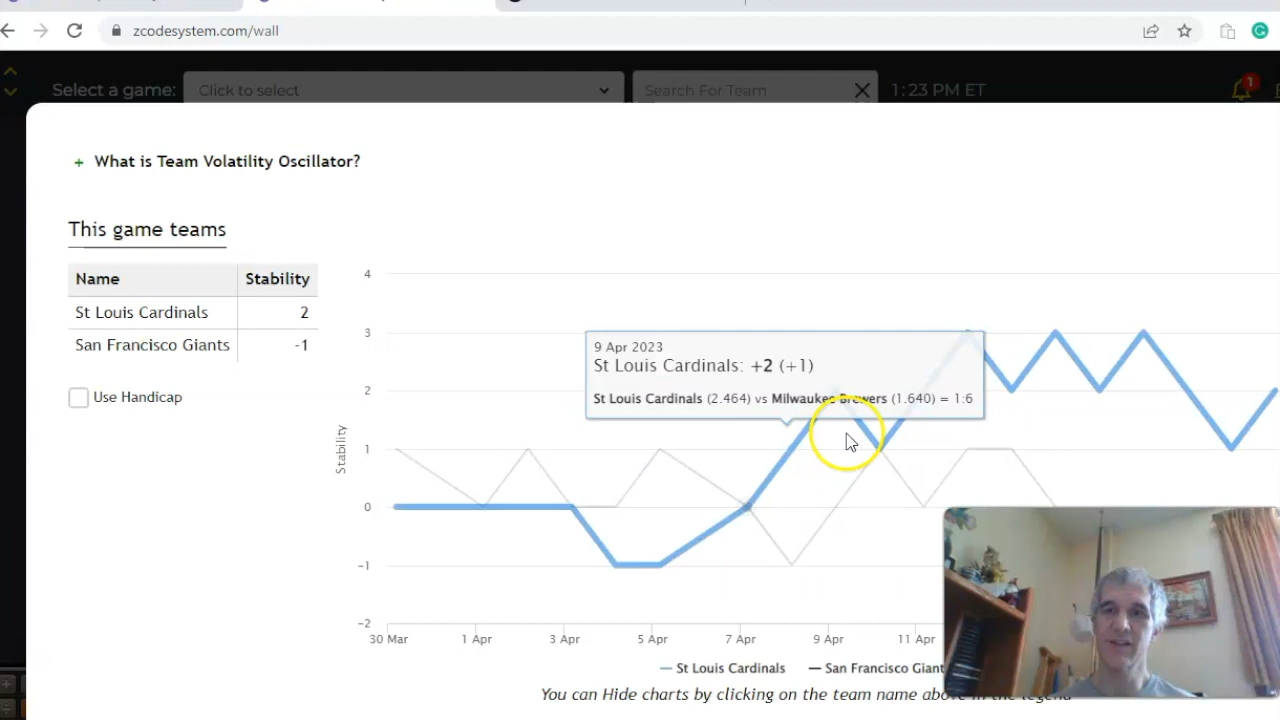 zcodesystem.com/wall
Select a game: Click to select Search For Team 1:23 PM ET 1
+ What is Team Volatility Oscillator?
This game teams
Name Stability
St Louis Cardinals 2
San Francisco Giants -1
Use Handicap
Stability
4
3
2
1
0
-1
-2
9 Apr 2023
St Louis Cardinals: +2 (+1)
St Louis Cardinals (2.464) vs Milwaukee Brewers (1.640) = 1:6
30 Mar 1 Apr 3 Apr 5 Apr 7 Apr 9 Apr 11 Apr
St Louis Cardinals San Francisco Giant
You can Hide charts by clicking on the team name above in the legend